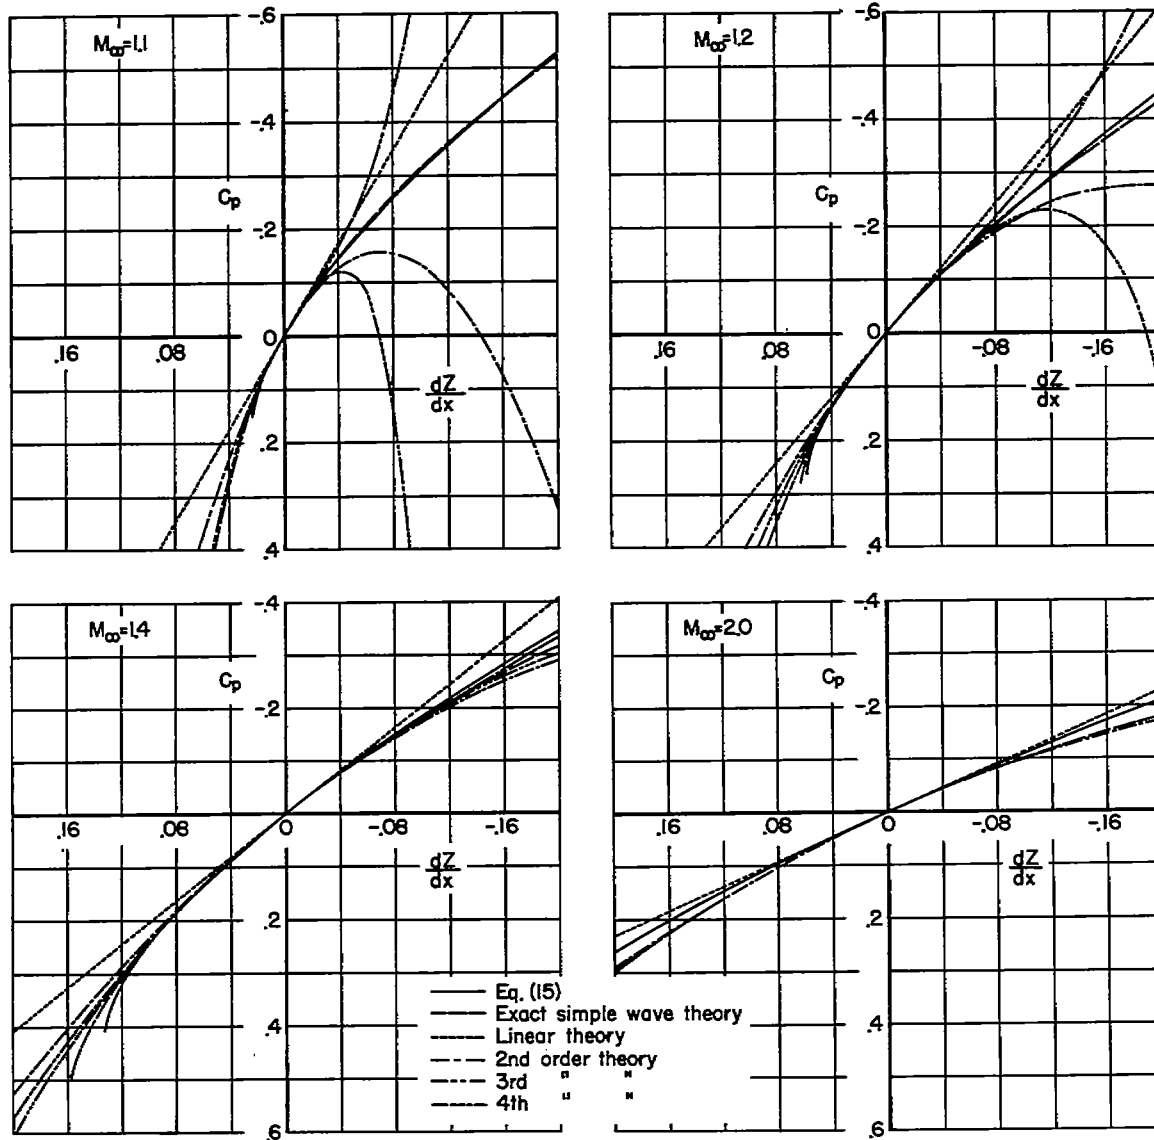 M∞=1.1
-.6
-.4
Cp
-.2
0
.16
.08
-.08
-.16
dZ
dx
.2
.4
M∞=1.2
-.6
-.4
Cp
-.2
0
.16
.08
-.08
-.16
dZ
dx
.2
.4
M∞=1.4
-.4
Cp
-.2
.16
.08
0
-.08
-.16
dZ
dx
.2
.4
.6
M∞=2.0
-.4
Cp
-.2
.16
.08
0
-.08
-.16
dZ
dx
.2
.4
.6
Eq. (15)
Exact simple wave theory
Linear theory
2nd order theory
3rd " "
4th " "